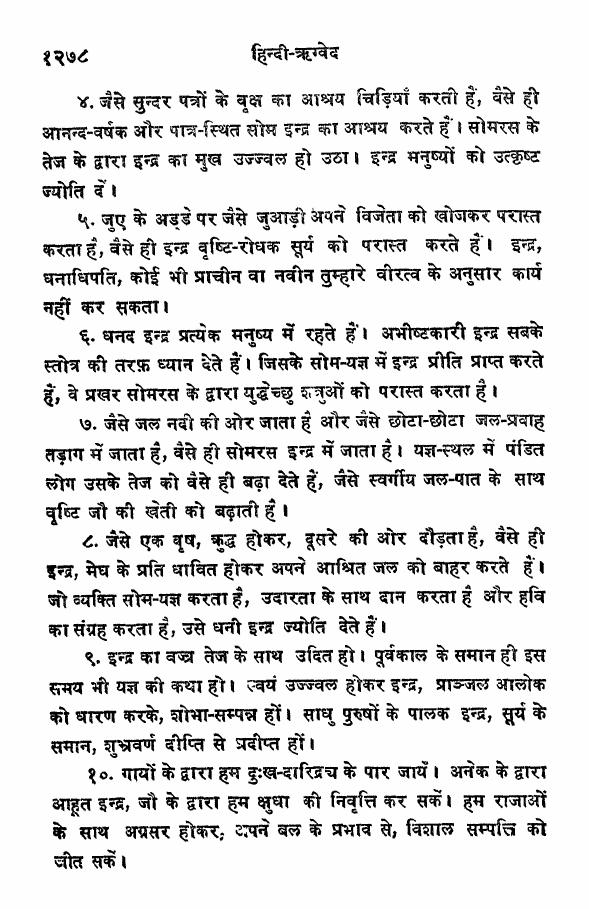 १२७८ हिन्दी-ऋग्वेद
४. जैसे सुन्दर पत्रों के वृक्ष का आश्रय चिड़ियाँ करती हैं, वैसे ही
आनन्द-वर्षक और पात्र-स्थित सोम इन्द्र का आश्रय करते हैं। सोमरस के
तेज के द्वारा इन्द्र का मुख उज्ज्वल हो उठा। इन्द्र मनुष्यों को उत्कृष्ट
ज्योति दें।
५. जुए के अड्डे पर जैसे जुआड़ी अपने विजेता को खोजकर परास्त
करता है, वैसे ही इन्द्र वृष्टि-रोधक सूर्य को परास्त करते हैं। इन्द्र,
धनाधिपति, कोई भी प्राचीन वा नवीन तुम्हारे वीरत्व के अनुसार कार्य
नहीं कर सकता।
६. धनद इन्द्र प्रत्येक मनुष्य में रहते हैं। अभीष्टकारी इन्द्र सबके
स्तोत्र की तरफ़ ध्यान देते हैं। जिसके सोम-यज्ञ में इन्द्र प्रीति प्राप्त करते
हैं, वे प्रखर सोमरस के द्वारा युद्धेच्छु शत्रुओं को परास्त करता है।
७. जैसे जल नदी की ओर जाता है और जैसे छोटा-छोटा जल-प्रवाह
तड़ाग में जाता है, वैसे ही सोमरस इन्द्र में जाता है। यज्ञ-स्थल में पंडित
लोग उसके तेज को वैसे ही बढ़ा देते हें, जैसे स्वर्गीय जल-पात के साथ
वृष्टि जौ की खेती को बढ़ाती है।
८. जैसे एक वृष, क्रुद्ध होकर, दूसरे की ओर दौड़ता है, वैसे ही
इन्द्र, मेघ के प्रति धावित होकर अपने आश्रित जल को बाहर करते हैं।
जो व्यक्ति सोम-यज्ञ करता है, उदारता के साथ दान करता है और हवि
का संग्रह करता है, उसे धनी इन्द्र ज्योति देते हैं।
९. इन्द्र का वज्र तेज के साथ उदित हो। पूर्वकाल के समान ही इस
समय भी यज्ञ की कथा हो। स्वयं उज्ज्वल होकर इन्द्र, प्राञ्जल आलोक
को धारण करके, शोभा-सम्पन्न हों। साधु पुरुषों के पालक इन्द्र, सूर्य के
समान, शुभ्रवर्ण दीप्ति से प्रदीप्त हों।
१०. गायों के द्वारा हम दुःख-दारिद्रच के पार जायँ। अनेक के द्वारा
आहूत इन्द्र, जौ के द्वारा हम क्षुधा की निवृत्ति कर सकें। हम राजाओं
के साथ अग्रसर होकर, अपने बल के प्रभाव से, विशाल सम्पत्ति को
जीत सकें।